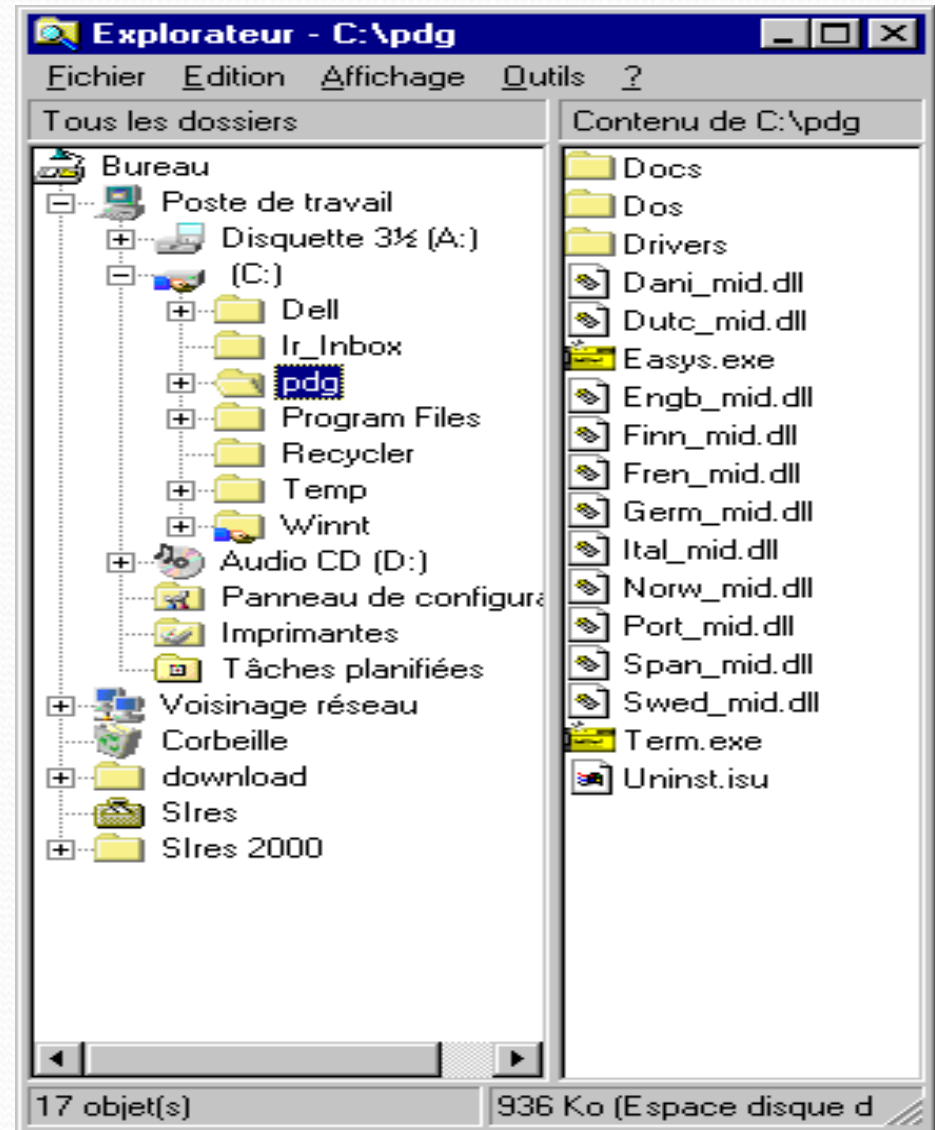 Explorateur - C:\pdg
Fichier Edition Affichage Outils ?
Tous les dossiers
Bureau
Poste de travail
Disquette 3½ (A:)
(C:)
Dell
Ir_Inbox
pdg
Program Files
Recycler
Temp
Winnt
Audio CD (D:)
Panneau de configura
Imprimantes
Tâches planifiées
Voisinage réseau
Corbeille
download
SIres
SIres 2000
Contenu de C:\pdg
Docs
Dos
Drivers
Dani_mid.dll
Dutc_mid.dll
Easys.exe
Engb_mid.dll
Finn_mid.dll
Fren_mid.dll
Germ_mid.dll
Ital_mid.dll
Norw_mid.dll
Port_mid.dll
Span_mid.dll
Swed_mid.dll
Term.exe
Uninst.isu
17 objet(s)
936 Ko (Espace disque d